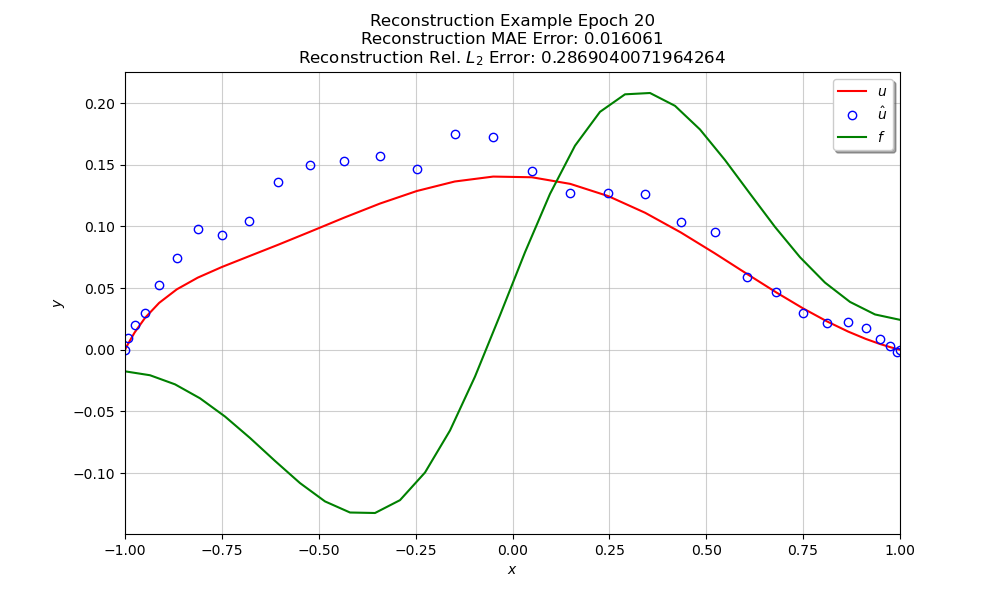 Reconstruction Example Epoch 20
Reconstruction MAE Error: 0.016061
Reconstruction Rel. L₂ Error: 0.2869040071964264
u
û
f
0.20
0.15
0.10
0.05
0.00
−0.05
−0.10
y
−1.00 −0.75 −0.50 −0.25 0.00 0.25 0.50 0.75 1.00
x